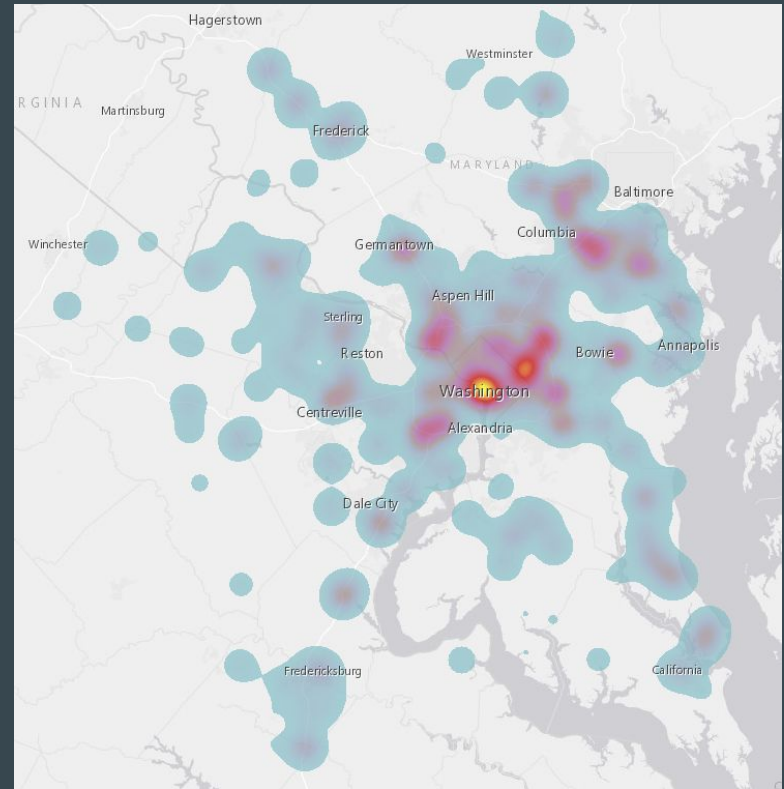 Hagerstown
Westminster
RGINIA
Martinsburg
Frederick
MARYLAND
Baltimore
Winchester
Germantown
Columbia
Aspen Hill
Sterling
Reston
Bowie
Annapolis
Washington
Centreville
Alexandria
Dale City
Fredericksburg
California